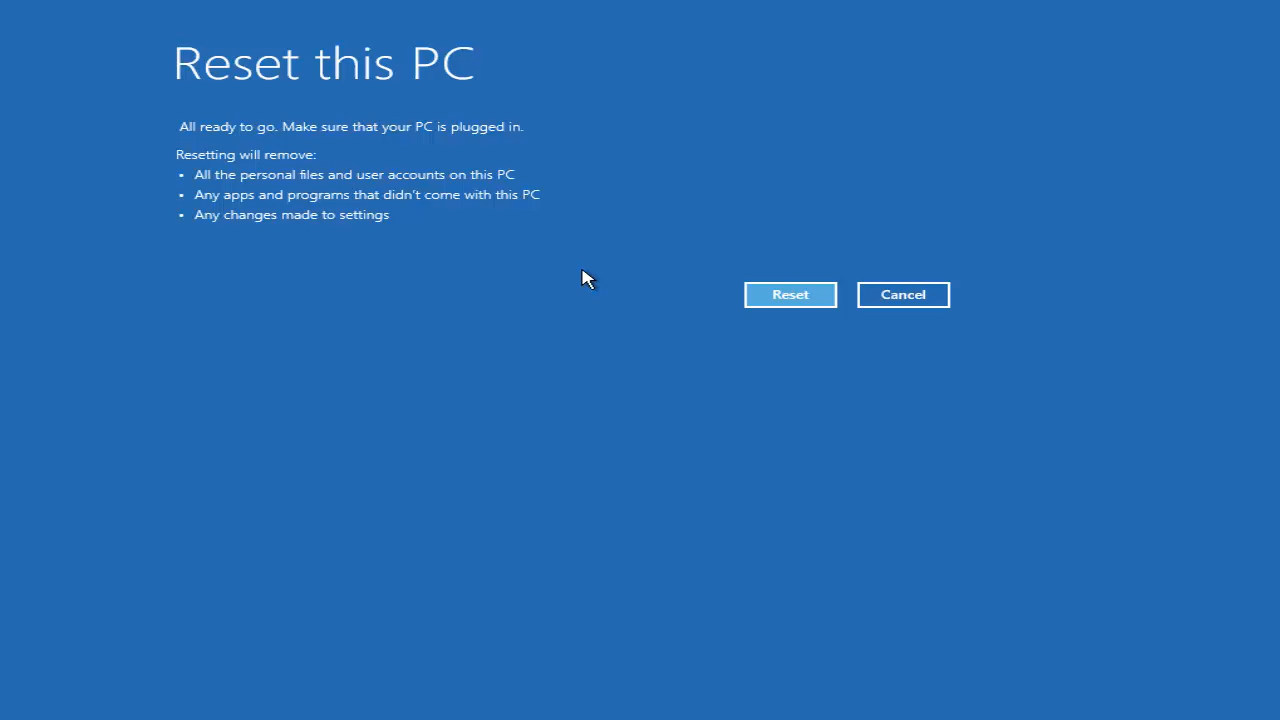 Reset this PC
All ready to go. Make sure that your PC is plugged in.
Resetting will remove:
• All the personal files and user accounts on this PC
• Any apps and programs that didn't come with this PC
• Any changes made to settings
Reset Cancel